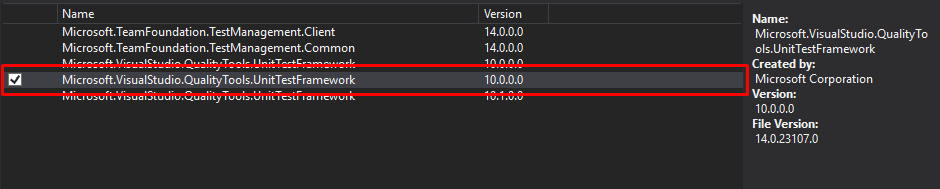 Name Version
Microsoft.TeamFoundation.TestManagement.Client 14.0.0.0
Microsoft.TeamFoundation.TestManagement.Common 14.0.0.0
Microsoft.VisualStudio.QualityTools.UnitTestFramework 10.0.0.0
Microsoft.VisualStudio.QualityTools.UnitTestFramework 10.0.0.0
Microsoft.VisualStudio.QualityTools.UnitTestFramework 10.1.0.0
Name:
Microsoft.VisualStudio.QualityTo
ols.UnitTestFramework
Created by:
Microsoft Corporation
Version:
10.0.0.0
File Version:
14.0.23107.0